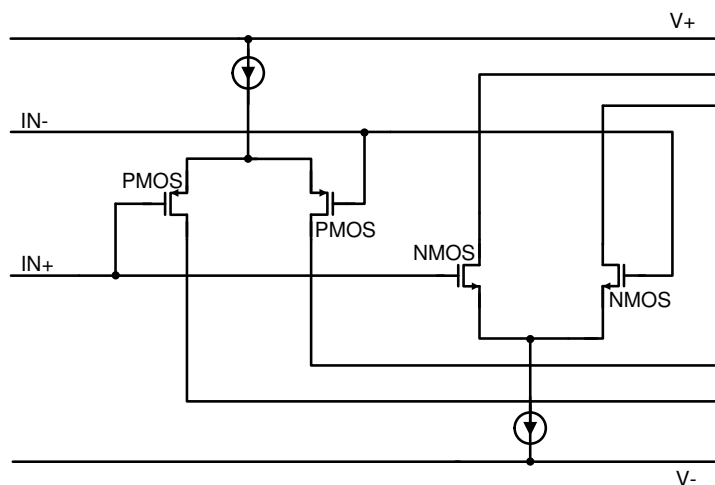 V+
IN-
PMOS
PMOS
NMOS
IN+
NMOS
V-